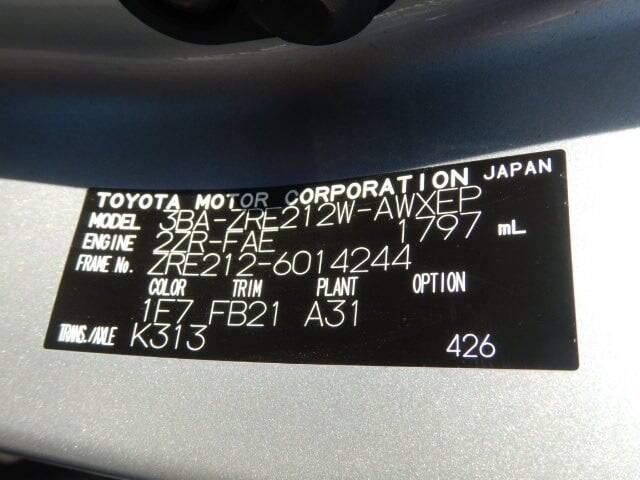 TOYOTA MOTOR CORPORATION JAPAN
MODEL 3BA-ZRE212W-AWXEP
ENGINE 2ZR-FAE 1797 mL
FRAME No. ZRE212-6014244
COLOR TRIM PLANT OPTION
1F7 FB21 A31
TRANS./AXLE K313
426